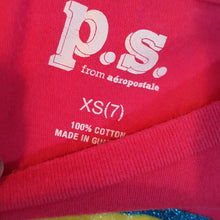 p.s.
from aéropostale
XS(7)
100% COTTON
MADE IN